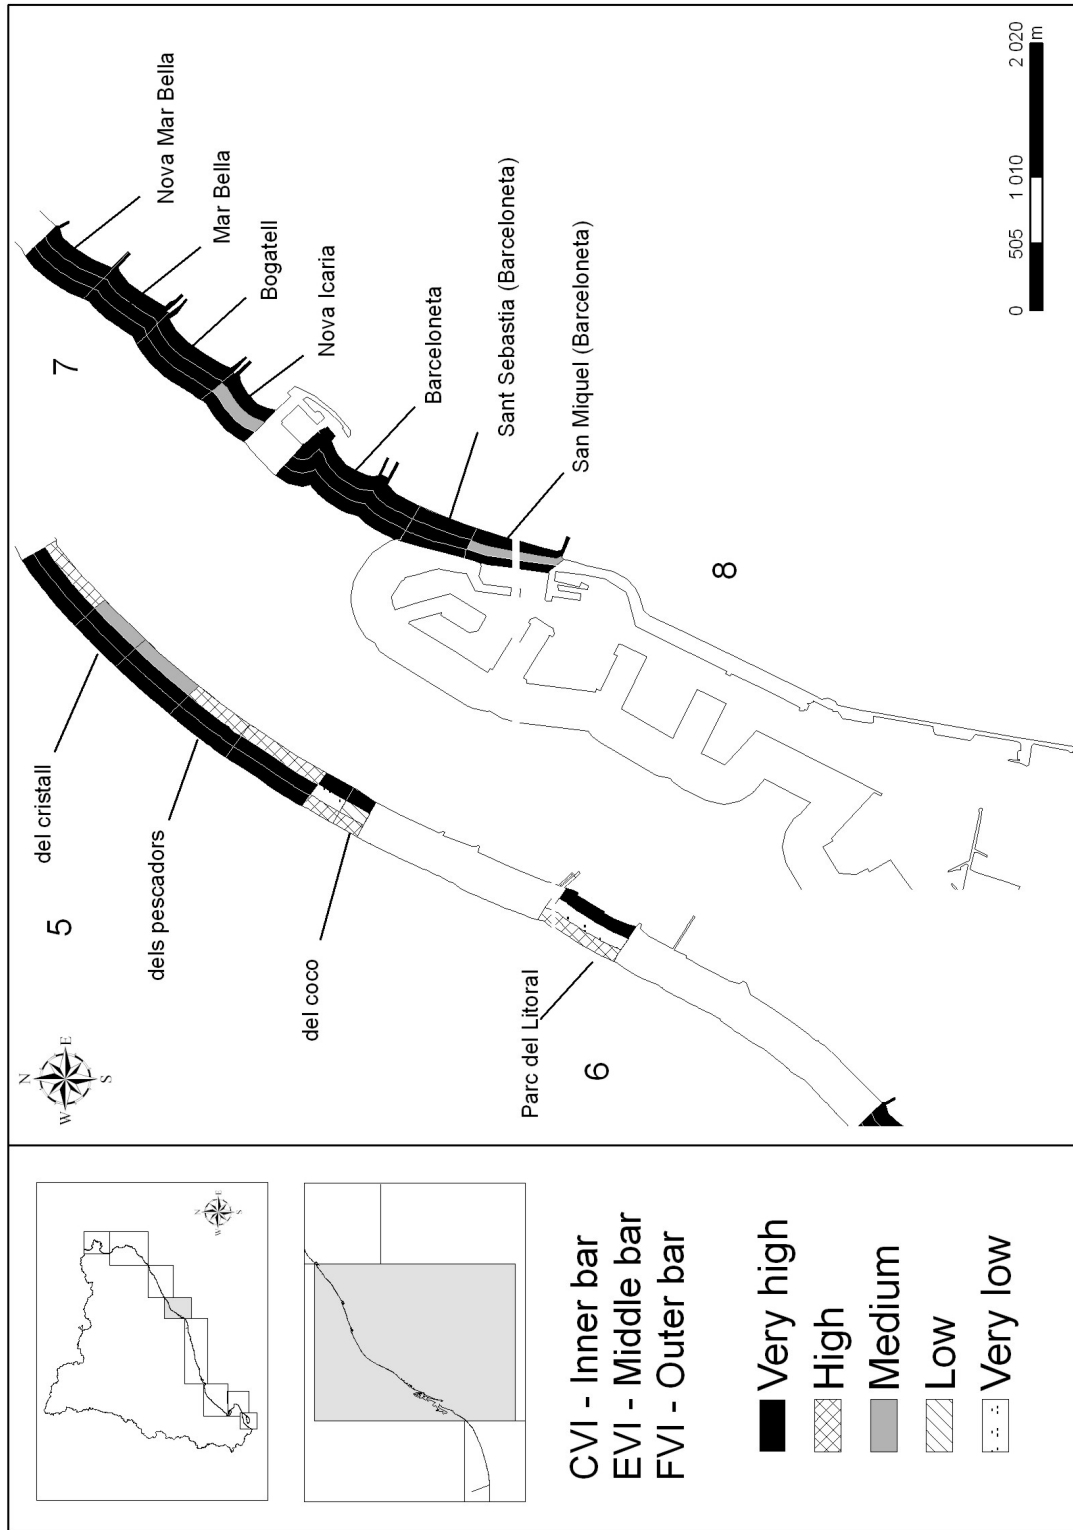 N
W E
S
CVI - Inner bar
EVI - Middle bar
FVI - Outer bar
Very high
High
Medium
Low
Very low
N
W E
S
5
del cristall
dels pescadors
del coco
6
Parc del Litoral
7
Nova Mar Bella
Mar Bella
Bogatell
Nova Icaria
Barceloneta
Sant Sebastia (Barceloneta)
San Miquel (Barceloneta)
8
0 505 1 010 2 020
m